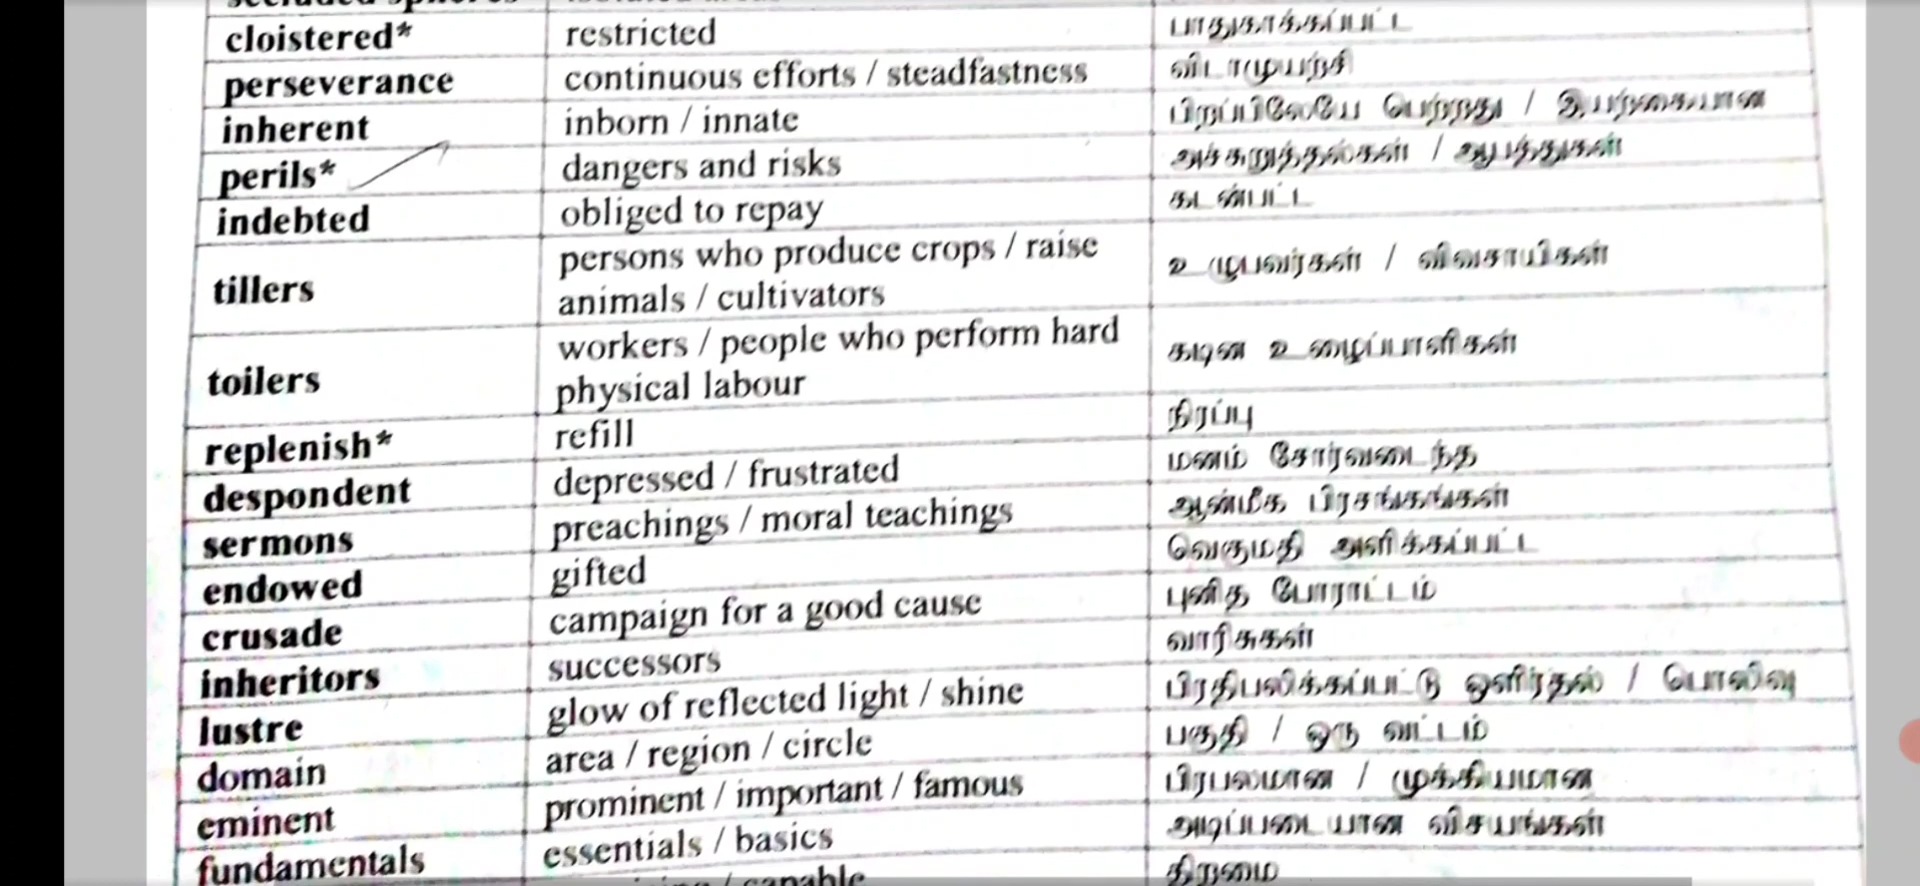 cloistered* restricted பாதுகாக்கப்பட்ட
perseverance continuous efforts / steadfastness விடாமுயற்சி
inherent inborn / innate பிறப்பிலேயே பெற்றது / இயற்கையான
perils* dangers and risks அச்சுறுத்தல்கள் / ஆபத்துகள்
indebted obliged to repay கடன்பட்ட
tillers persons who produce crops / raise
animals / cultivators உழுபவர்கள் / விவசாயிகள்
toilers workers / people who perform hard
physical labour கடின உழைப்பாளிகள்
replenish* refill நிரப்பு
despondent depressed / frustrated மனம் சோர்வடைந்த
sermons preachings / moral teachings ஆன்மீக பிரசங்கங்கள்
endowed gifted வெகுமதி அளிக்கப்பட்ட
crusade campaign for a good cause புனித போராட்டம்
inheritors successors வாரிசுகள்
lustre glow of reflected light / shine பிரதிபலிக்கப்பட்டு ஒளிர்தல் / பொலிவு
domain area / region / circle பகுதி / ஒரு வட்டம்
eminent prominent / important / famous பிரபலமான / முக்கியமான
fundamentals essentials / basics அடிப்படையான விசயங்கள்
/ capable திறமை